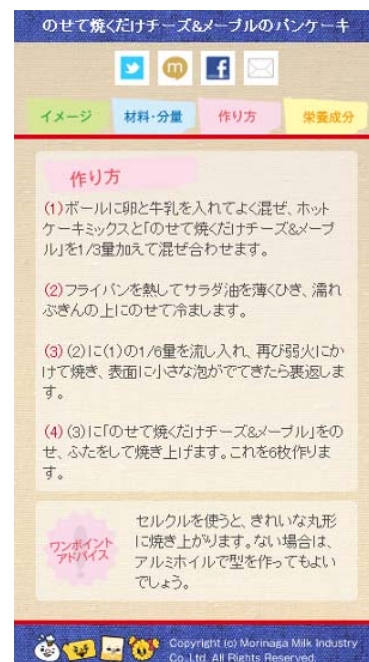 のせて焼くだけチーズ&メープルのパンケーキ
イメージ
材料・分量
作り方
栄養成分
作り方
(1)ボールに卵と牛乳を入れてよく混ぜ、ホット
ケーキミックスと「のせて焼くだけチーズ&メープ
ル」を1/3量加えて混ぜ合わせます。
(2)フライパンを熱してサラダ油を薄くひき、濡れ
ぶきんの上にのせて冷まします。
(3)(2)に(1)の1/6量を流し入れ、再び弱火にか
けて焼き、表面に小さな泡がでてきたら裏返しま
す。
(4)(3)に「のせて焼くだけチーズ&メープル」をの
せ、ふたをして焼き上げます。これを6枚作りま
す。
ワンポイント
アドバイス
セルクルを使うと、きれいな丸形
に焼き上がります。ない場合は、
アルミホイルで型を作ってもよい
でしょう。
Copyright (c) Morinaga Milk Industry
Co.,Ltd. All Rights Reserved.